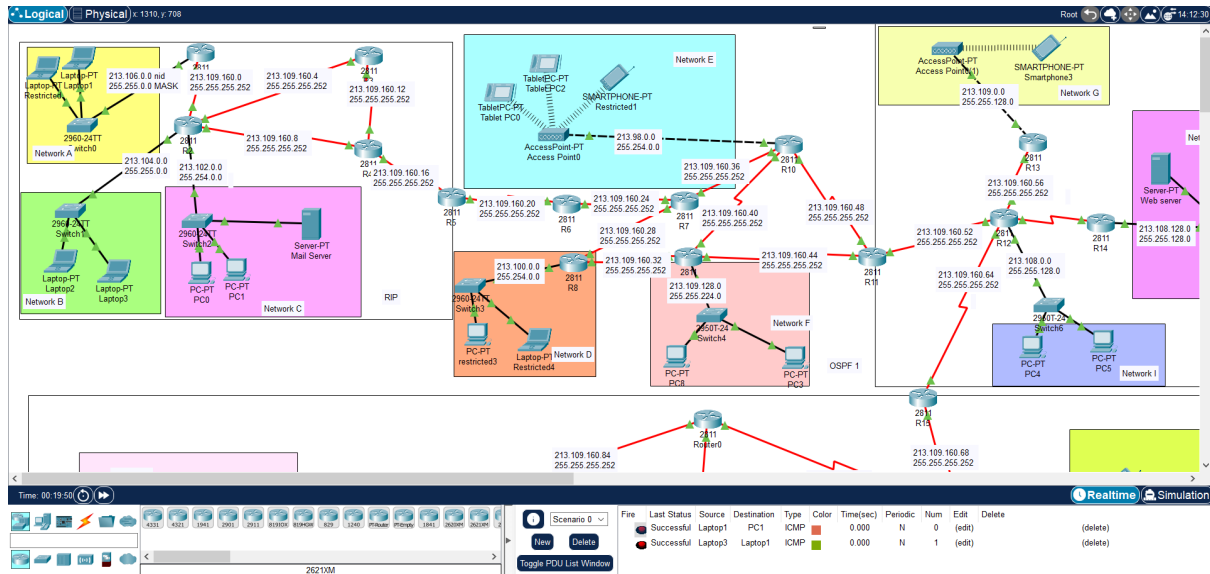 Logical
Physical
x: 1310, y: 708
Root
14:12:30
Laptop-PT
Laptop1
Restricted
2960-24TT
Switch0
Network A
213.106.0.0 nid
255.255.0.0 MASK
2811
213.109.160.0
255.255.255.252
213.109.160.4
255.255.255.252
2811
213.109.160.12
255.255.255.252
2811
213.109.160.8
255.255.255.252
2811
213.109.160.16
255.255.255.252
213.104.0.0
255.255.0.0
213.102.0.0
255.254.0.0
2960-24TT
Switch1
Laptop-PT
Laptop2
Laptop-PT
Laptop3
Network B
2960-24TT
Switch2
Server-PT
Mail Server
PC-PT
PC0
PC-PT
PC1
Network C
RIP
2811
R5
213.109.160.20
255.255.255.252
2811
R6
213.109.160.24
255.255.255.252
2811
R7
Network E
TabletPC-PT
Tablet PC2
TabletPC-PT
Tablet PC0
SMARTPHONE-PT
Restricted1
AccessPoint-PT
Access Point0
213.98.0.0
255.254.0.0
2811
R10
213.109.160.36
255.255.255.252
213.109.160.40
255.255.255.252
213.109.160.48
255.255.255.252
213.109.160.28
255.255.255.252
213.109.160.32
255.255.255.252
213.109.160.44
255.255.255.252
2811
R8
213.100.0.0
255.254.0.0
2960-24TT
Switch3
PC-PT
restricted3
Laptop-PT
Restricted4
Network D
2811
213.109.128.0
255.255.224.0
2950T-24
Switch4
Network F
PC-PT
PC8
PC-PT
PC3
OSPF 1
2811
R11
213.109.160.52
255.255.255.252
AccessPoint-PT
SMARTPHONE-PT
Smartphone3
Network G
213.109.0.0
255.255.128.0
2811
R13
213.109.160.56
255.255.255.252
R12
2811
R14
Server-PT
Web server
213.108.128.0
255.255.128.0
213.109.160.64
255.255.255.252
213.108.0.0
255.255.128.0
2950T-24
Switch6
PC-PT
PC4
PC-PT
PC5
Network I
2811
R15
2811
Router0
213.109.160.84
255.255.255.252
213.109.160.68
255.255.255.252
Time: 00:19:50
Realtime
Simulation
4331
4321
1941
2901
2911
819IOX
819HGW
829
1240
PT-Router
PT-Empty
1841
2620XM
2621XM
2621XM
Scenario 0
New
Delete
Toggle PDU List Window
Fire Last Status Source Destination Type Color Time(sec) Periodic Num Edit Delete
Successful Laptop1 PC1 ICMP 0.000 N 0 (edit) (delete)
Successful Laptop3 Laptop1 ICMP 0.000 N 1 (edit) (delete)